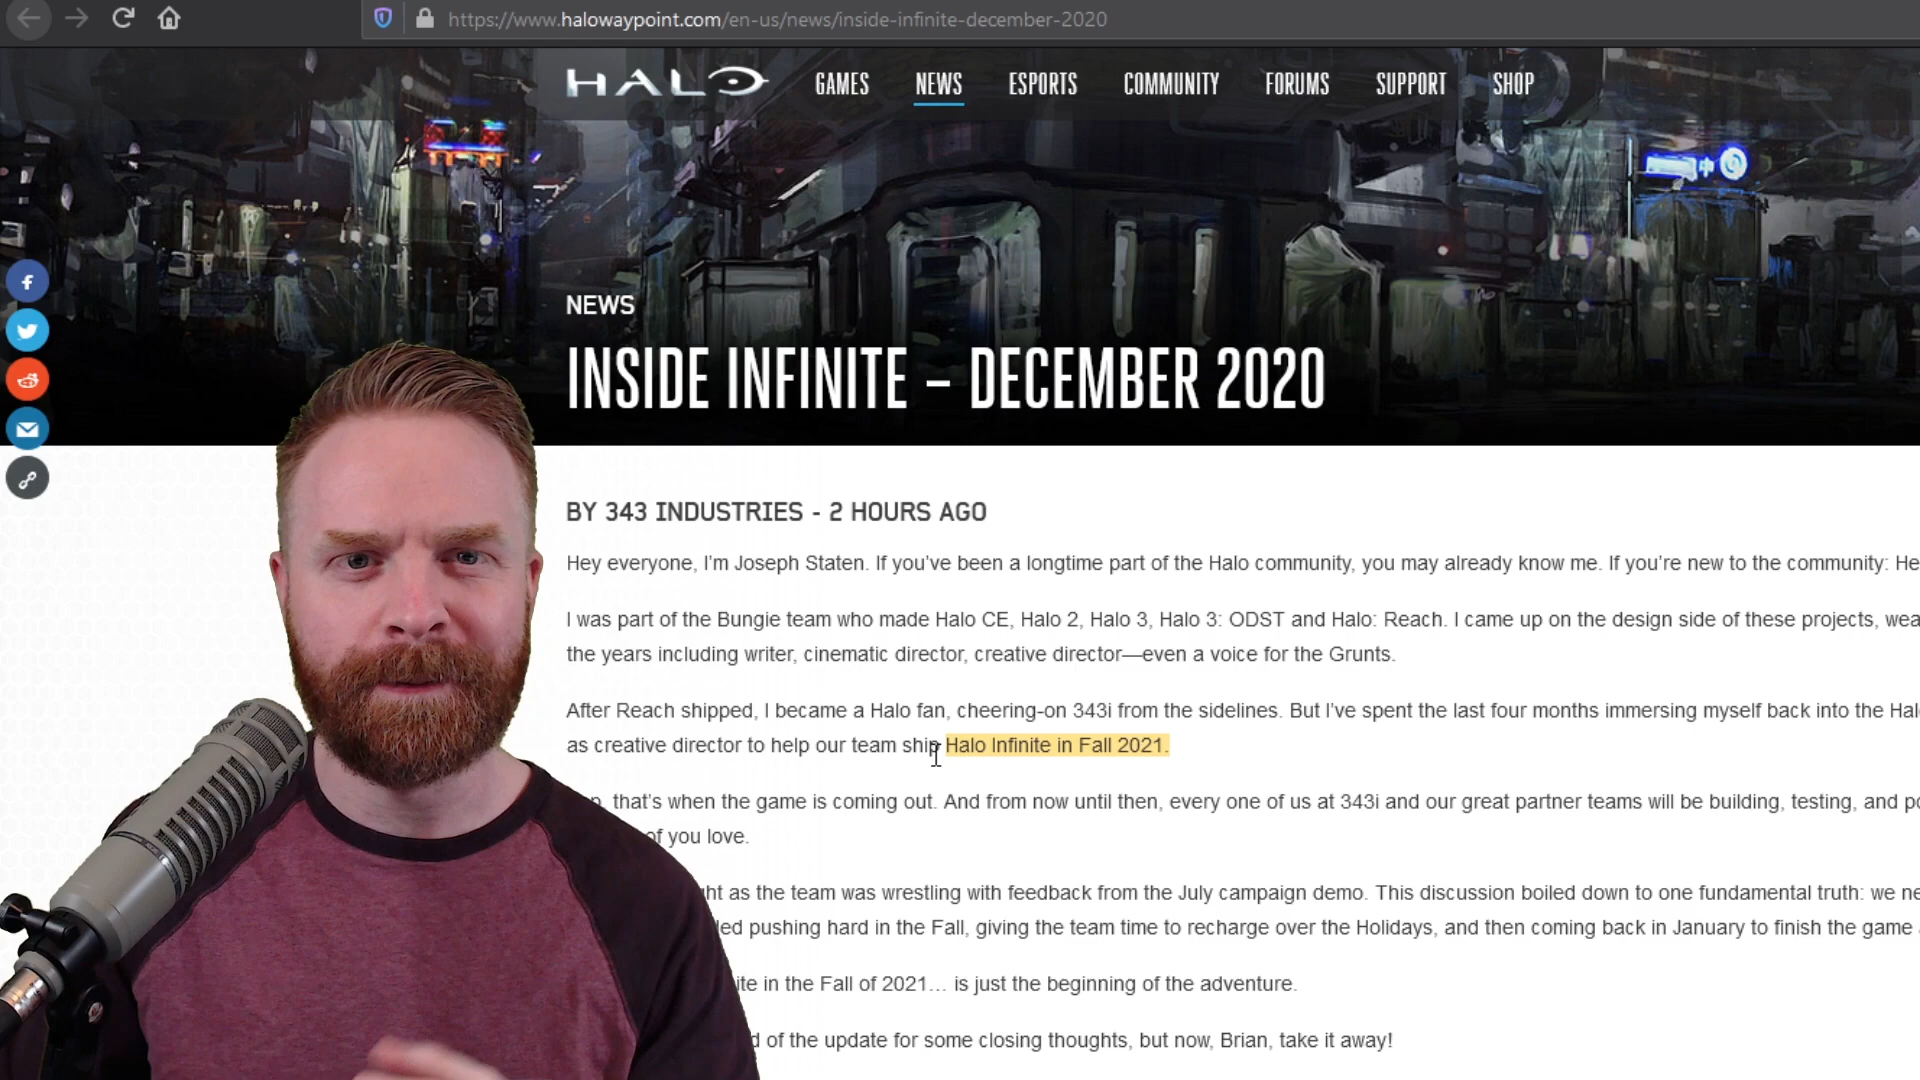 https://www.halowaypoint.com/en-us/news/inside-infinite-december-2020
HALO GAMES NEWS ESPORTS COMMUNITY FORUMS SUPPORT SHOP
NEWS
INSIDE INFINITE – DECEMBER 2020
BY 343 INDUSTRIES - 2 HOURS AGO
Hey everyone, I'm Joseph Staten. If you've been a longtime part of the Halo community, you may already know me. If you're new to the community: He
I was part of the Bungie team who made Halo CE, Halo 2, Halo 3, Halo 3: ODST and Halo: Reach. I came up on the design side of these projects, wea
the years including writer, cinematic director, creative director—even a voice for the Grunts.
After Reach shipped, I became a Halo fan, cheering-on 343i from the sidelines. But I've spent the last four months immersing myself back into the Hal
as creative director to help our team ship Halo Infinite in Fall 2021.
that's when the game is coming out. And from now until then, every one of us at 343i and our great partner teams will be building, testing, and po
of you love.
ht as the team was wrestling with feedback from the July campaign demo. This discussion boiled down to one fundamental truth: we ne
led pushing hard in the Fall, giving the team time to recharge over the Holidays, and then coming back in January to finish the game
ite in the Fall of 2021… is just the beginning of the adventure.
d of the update for some closing thoughts, but now, Brian, take it away!